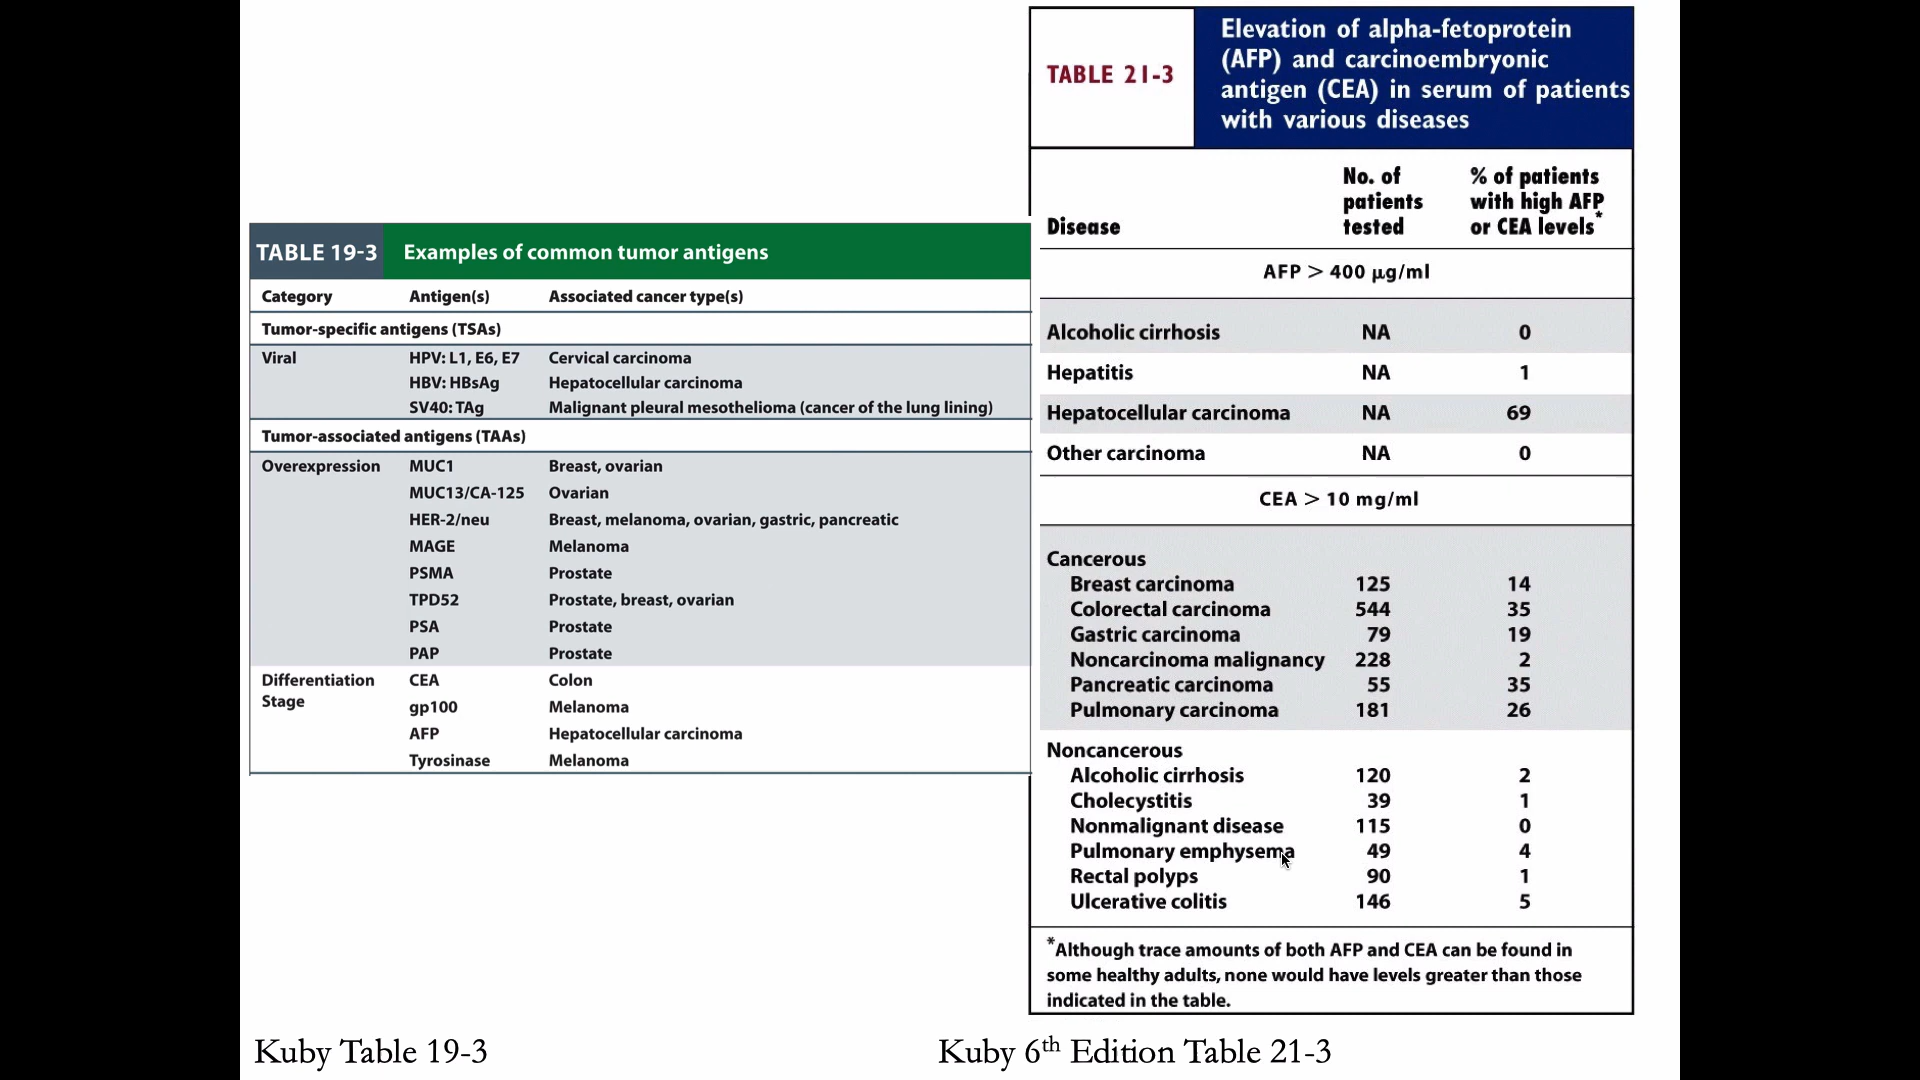 TABLE 19-3 Examples of common tumor antigens
Category Antigen(s) Associated cancer type(s)
Tumor-specific antigens (TSAs)
Viral HPV: L1, E6, E7 Cervical carcinoma
HBV: HBsAg Hepatocellular carcinoma
SV40: TAg Malignant pleural mesothelioma (cancer of the lung lining)
Tumor-associated antigens (TAAs)
Overexpression MUC1 Breast, ovarian
MUC13/CA-125 Ovarian
HER-2/neu Breast, melanoma, ovarian, gastric, pancreatic
MAGE Melanoma
PSMA Prostate
TPD52 Prostate, breast, ovarian
PSA Prostate
PAP Prostate
Differentiation CEA Colon
Stage
gp100 Melanoma
AFP Hepatocellular carcinoma
Tyrosinase Melanoma
Kuby Table 19-3
TABLE 21-3
Elevation of alpha-fetoprotein
(AFP) and carcinoembryonic
antigen (CEA) in serum of patients
with various diseases
No. of % of patients
patients with high AFP
Disease tested or CEA levels*
AFP > 400 μg/ml
Alcoholic cirrhosis NA 0
Hepatitis NA 1
Hepatocellular carcinoma NA 69
Other carcinoma NA 0
CEA > 10 mg/ml
Cancerous
Breast carcinoma 125 14
Colorectal carcinoma 544 35
Gastric carcinoma 79 19
Noncarcinoma malignancy 228 2
Pancreatic carcinoma 55 35
Pulmonary carcinoma 181 26
Noncancerous
Alcoholic cirrhosis 120 2
Cholecystitis 39 1
Nonmalignant disease 115 0
Pulmonary emphysema 49 4
Rectal polyps 90 1
Ulcerative colitis 146 5
*Although trace amounts of both AFP and CEA can be found in
some healthy adults, none would have levels greater than those
indicated in the table.
Kuby 6th Edition Table 21-3